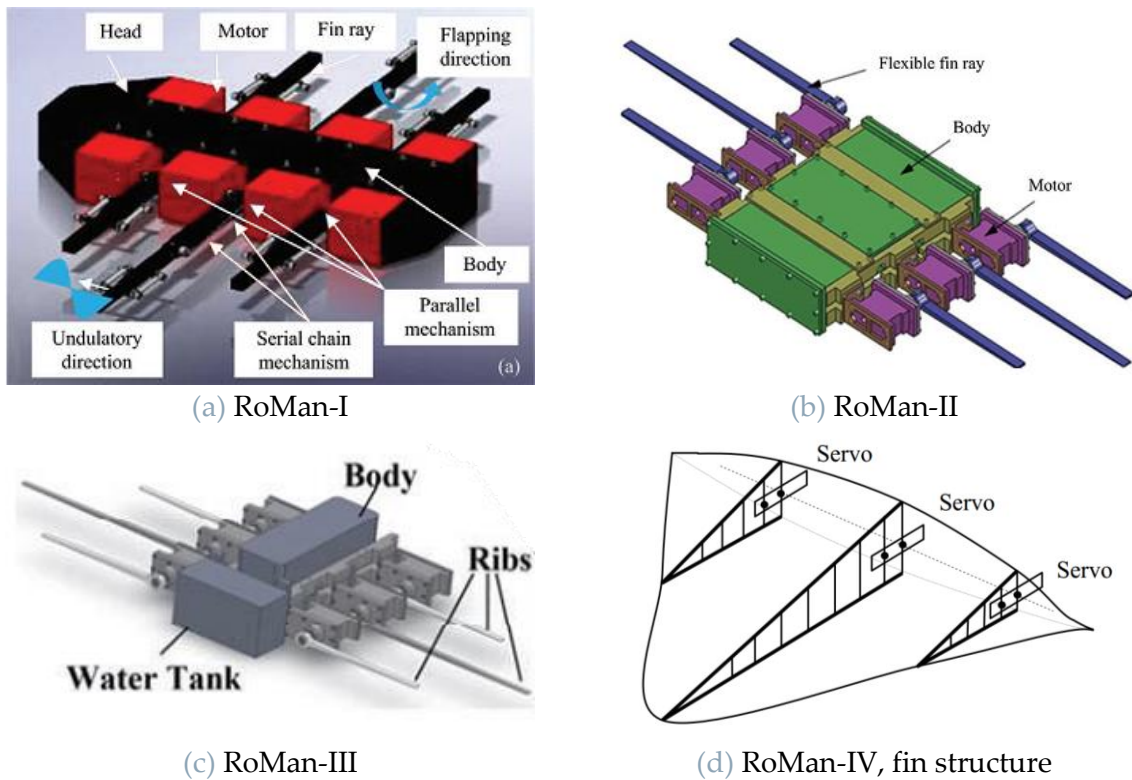 Head
Motor
Fin ray
Flapping
direction
Body
Parallel
mechanism
Serial chain
mechanism
Undulatory
direction
(a)
(a) RoMan-I
Flexible fin ray
Body
Motor
(b) RoMan-II
Body
Ribs
Water Tank
(c) RoMan-III
Servo
Servo
Servo
(d) RoMan-IV, fin structure